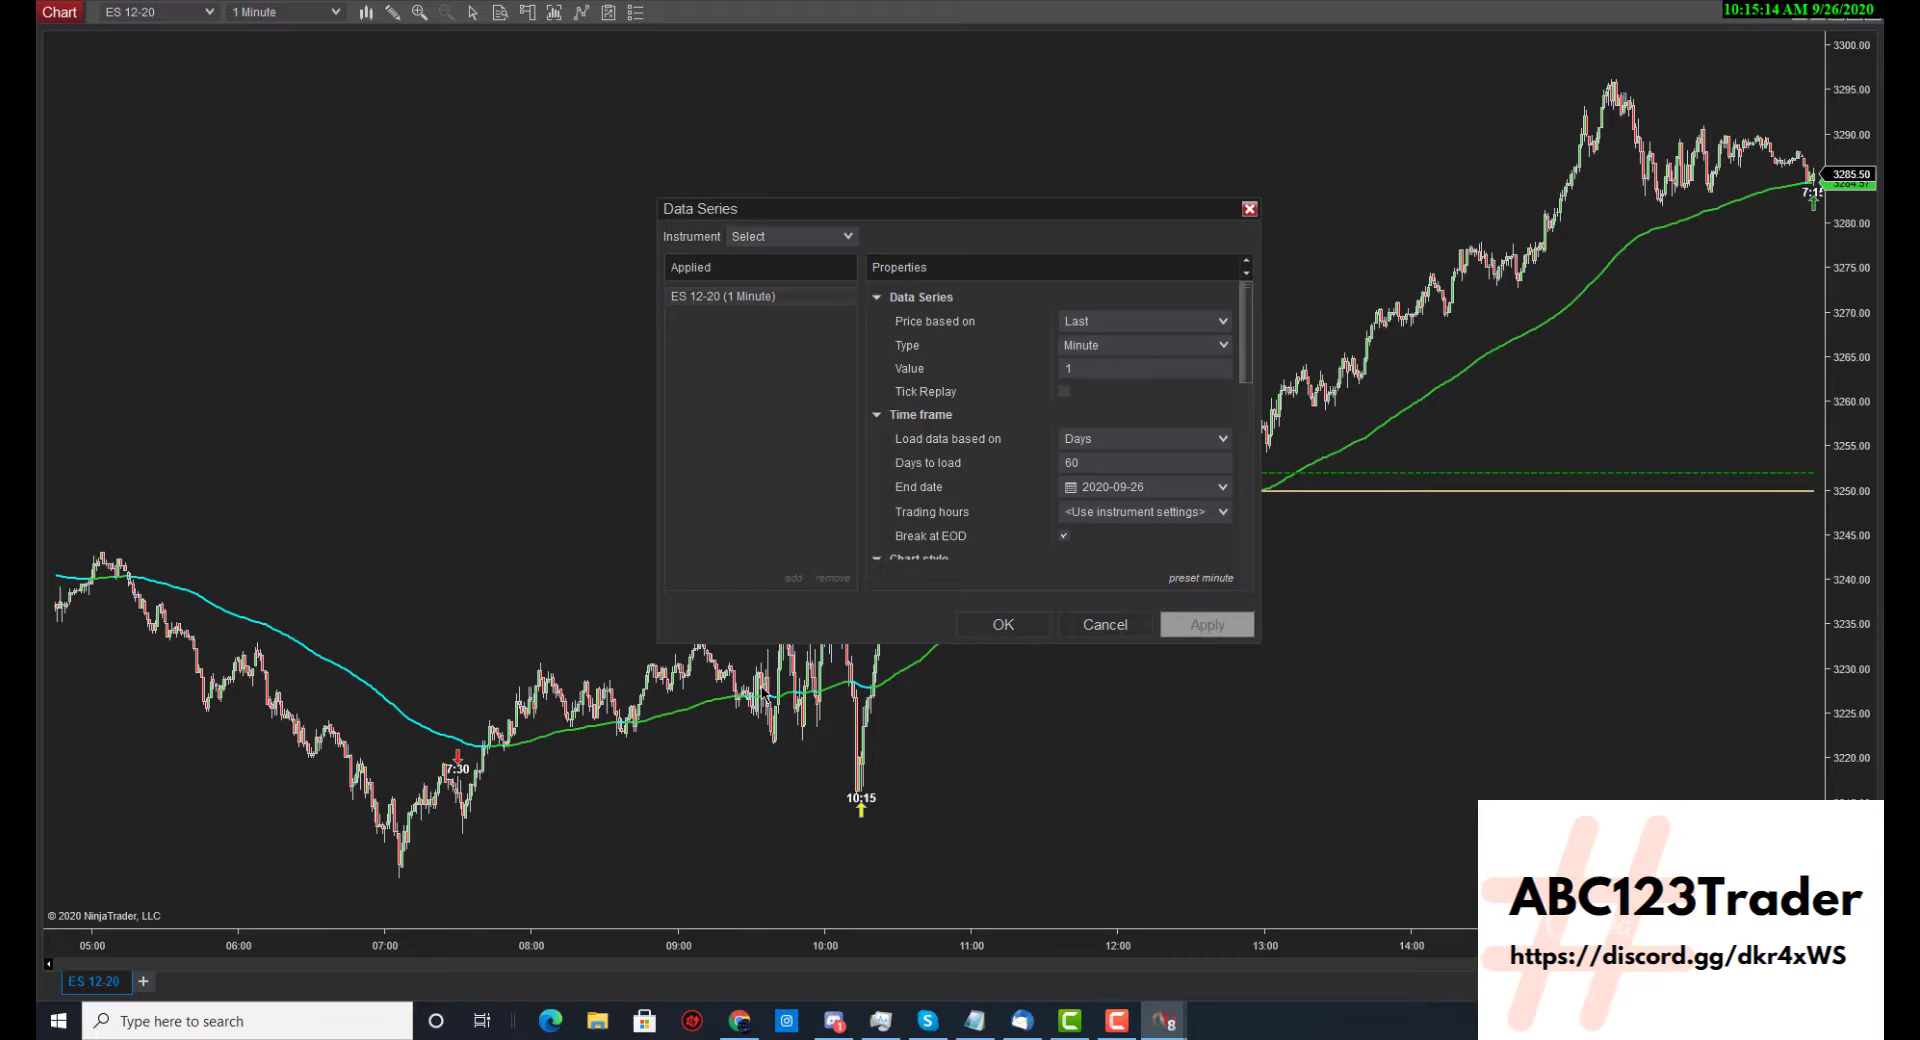 Chart
ES 12-20
1 Minute
10:15:14 AM 9/26/2020
3300.00
3295.00
3290.00
3285.50
3284.57
3280.00
3275.00
3270.00
3265.00
3260.00
3255.00
3250.00
3245.00
3240.00
3235.00
3230.00
3225.00
3220.00
Data Series
Instrument
Select
Applied
ES 12-20 (1 Minute)
add
remove
Properties
Data Series
Price based on
Last
Type
Minute
Value
1
Tick Replay
Time frame
Load data based on
Days
Days to load
60
End date
2020-09-26
Trading hours
<Use instrument settings>
Break at EOD
Chart style
preset minute
OK
Cancel
Apply
7:30
10:15
© 2020 NinjaTrader, LLC
05:00
06:00
07:00
08:00
09:00
10:00
11:00
12:00
13:00
14:00
ES 12-20
Type here to search
8
ABC123Trader
https://discord.gg/dkr4xWS